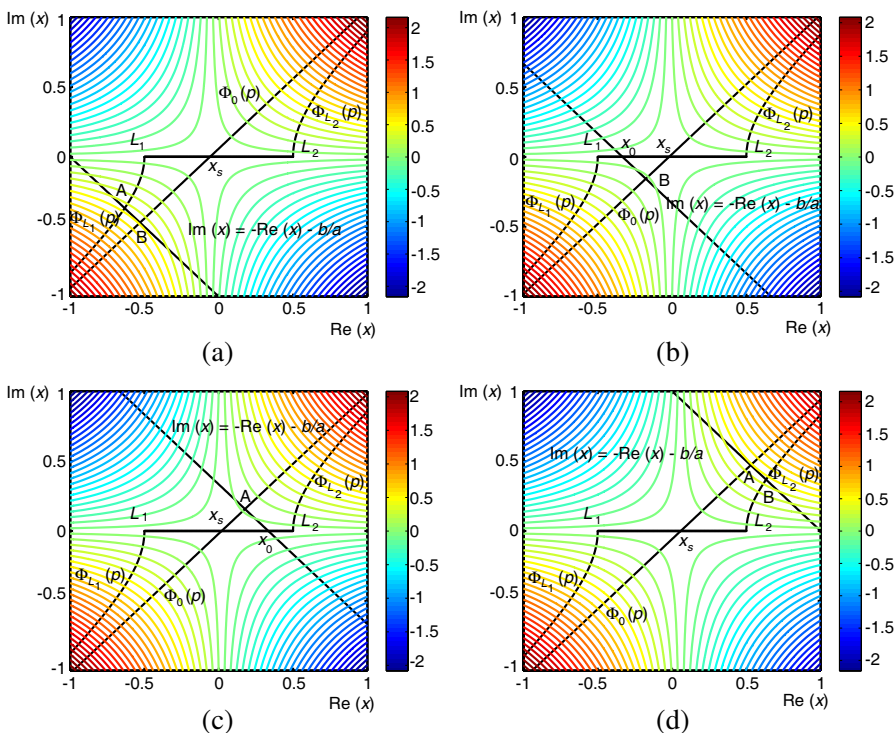 Im (x)
1
0.5
0
-0.5
-1
-1
-0.5
0
0.5
1
Re (x)
2
1.5
1
0.5
0
-0.5
-1
-1.5
-2
Φ0(p)
ΦL2(p)
L1
L2
xs
A
ΦL1(p)
B
Im (x) = -Re (x) - b/a
(a)
Im (x)
1
0.5
0
-0.5
-1
-1
-0.5
0
0.5
1
Re (x)
2
1.5
1
0.5
0
-0.5
-1
-1.5
-2
ΦL2(p)
L1
x0
xs
L2
B
ΦL1(p)
Φ0(p)
Im (x) = -Re (x) - b/a
(b)
Im (x)
1
0.5
0
-0.5
-1
-1
-0.5
0
0.5
1
Re (x)
2
1.5
1
0.5
0
-0.5
-1
-1.5
-2
Im (x) = -Re (x) - b/a
ΦL2(p)
A
L1
xs
L2
x0
ΦL1(p)
Φ0(p)
(c)
Im (x)
1
0.5
0
-0.5
-1
-1
-0.5
0
0.5
1
Re (x)
2
1.5
1
0.5
0
-0.5
-1
-1.5
-2
Im (x) = -Re (x) - b/a
ΦL2(p)
A
B
L1
L2
xs
ΦL1(p)
Φ0(p)
(d)